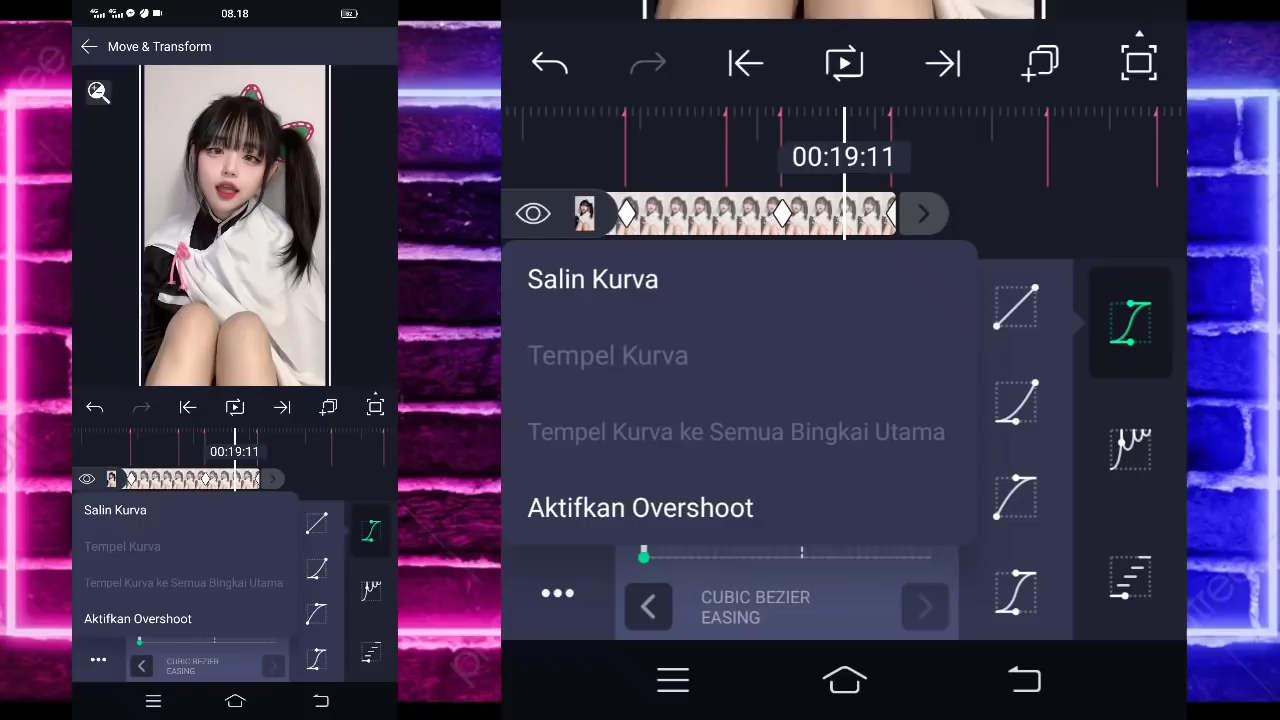 08.18
Move & Transform
00:19:11
Salin Kurva
Tempel Kurva
Tempel Kurva ke Semua Bingkai Utama
Aktifkan Overshoot
CUBIC BEZIER
EASING
00:19:11
Salin Kurva
Tempel Kurva
Tempel Kurva ke Semua Bingkai Utama
Aktifkan Overshoot
CUBIC BEZIER
EASING